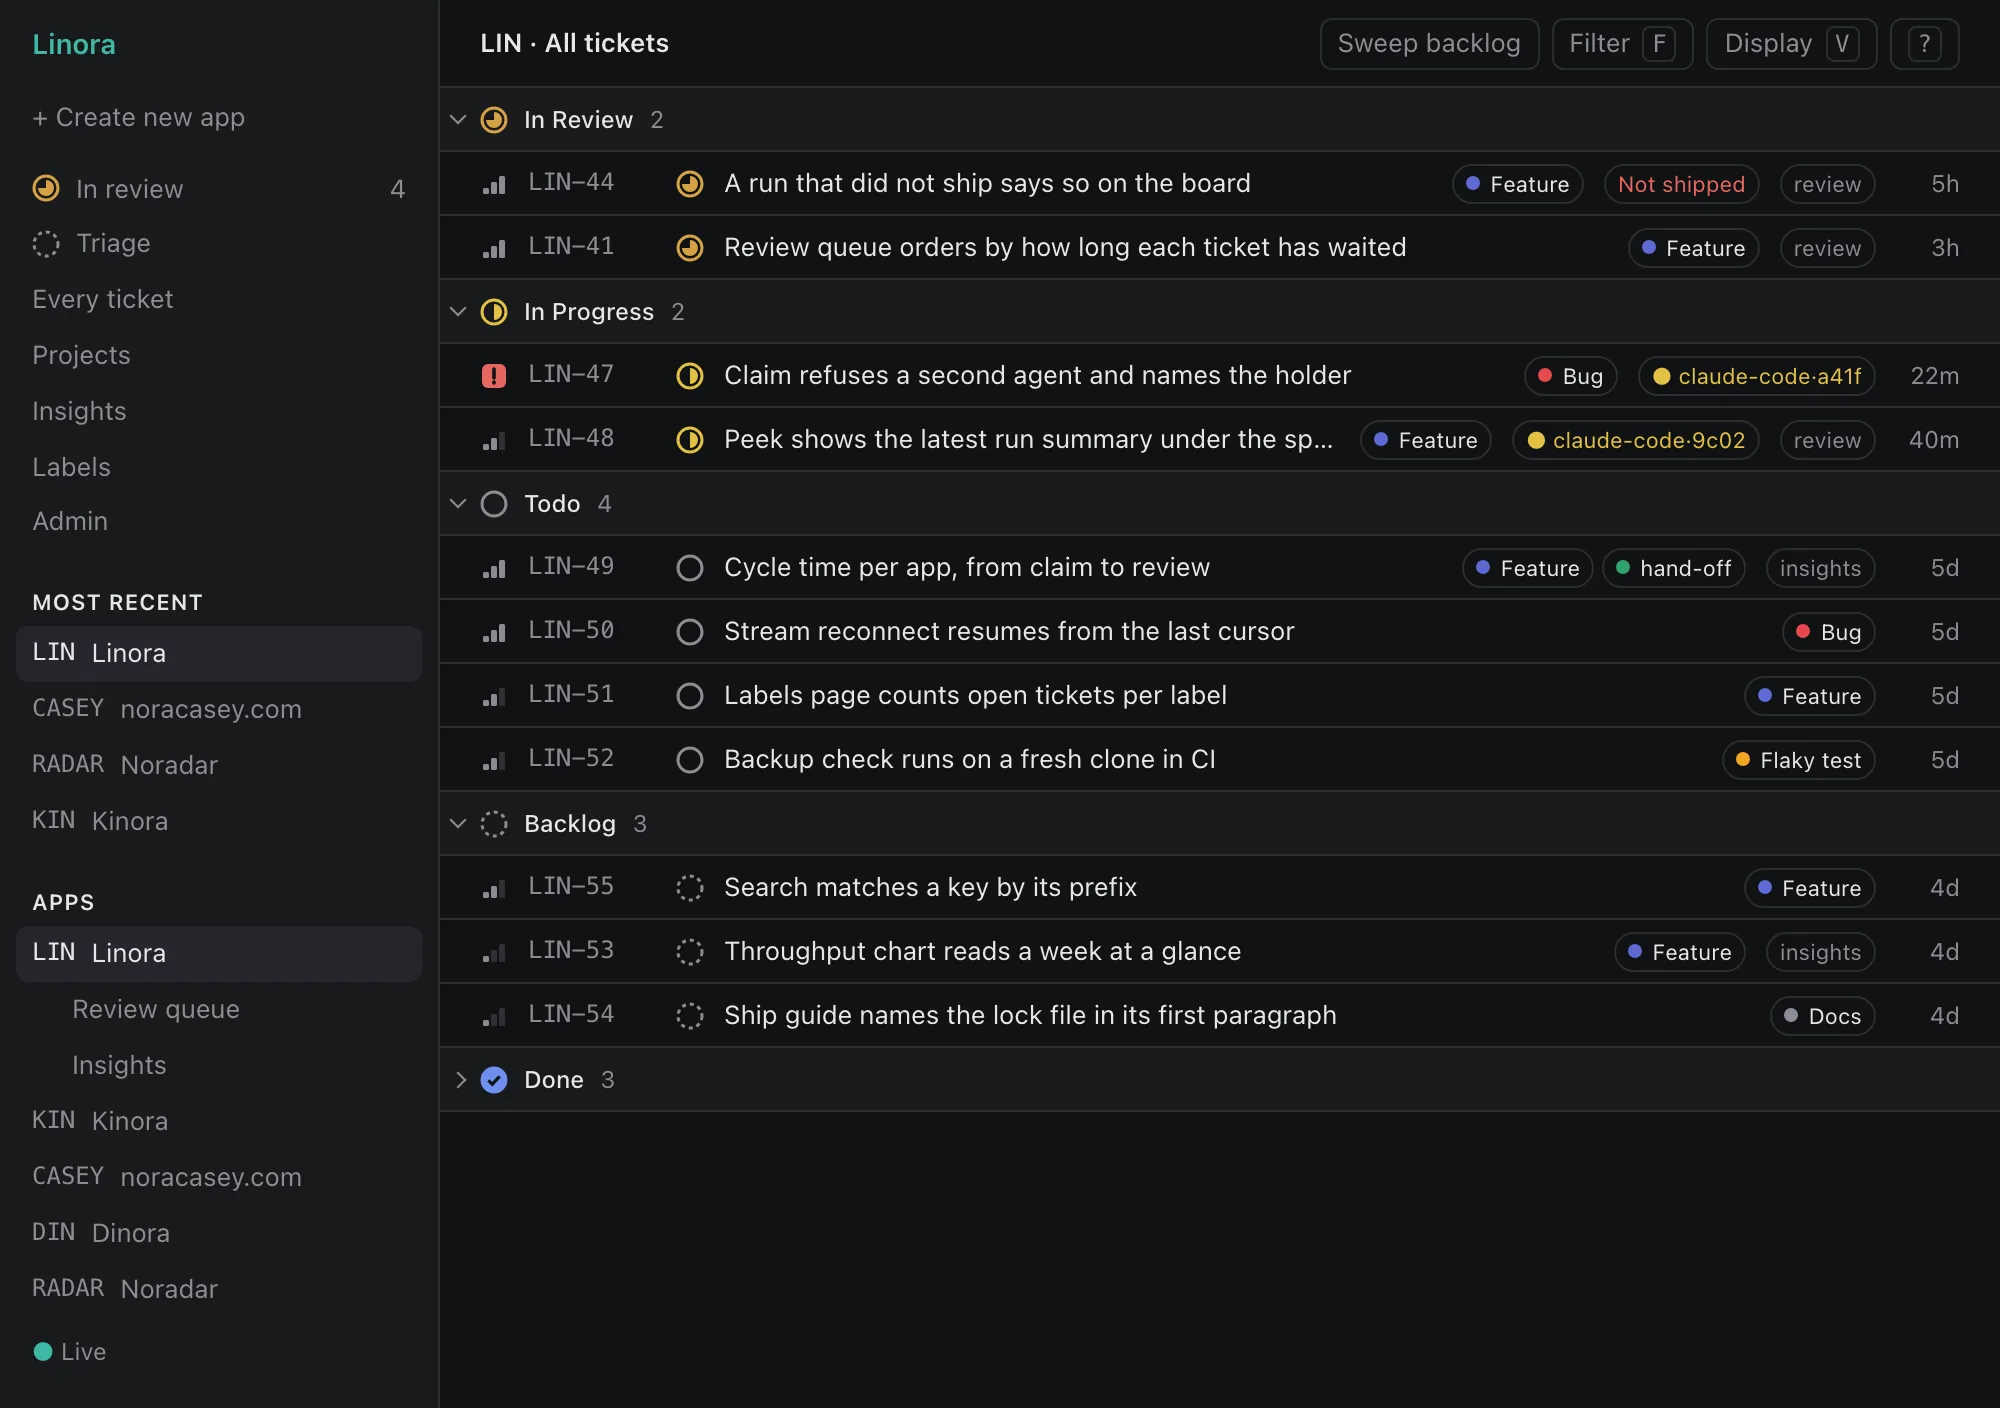 Linora
+ Create new app
In review 4
Triage
Every ticket
Projects
Insights
Labels
Admin
MOST RECENT
LIN Linora
CASEY noracasey.com
RADAR Noradar
KIN Kinora
APPS
LIN Linora
Review queue
Insights
KIN Kinora
CASEY noracasey.com
DIN Dinora
RADAR Noradar
Live
LIN · All tickets
Sweep backlog Filter F Display V ?
In Review 2
LIN–44 A run that did not ship says so on the board Feature Not shipped review 5h
LIN–41 Review queue orders by how long each ticket has waited Feature review 3h
In Progress 2
LIN–47 Claim refuses a second agent and names the holder Bug claude-code·a41f 22m
LIN–48 Peek shows the latest run summary under the sp... Feature claude-code·9c02 review 40m
Todo 4
LIN–49 Cycle time per app, from claim to review Feature hand-off insights 5d
LIN–50 Stream reconnect resumes from the last cursor Bug 5d
LIN–51 Labels page counts open tickets per label Feature 5d
LIN–52 Backup check runs on a fresh clone in CI Flaky test 5d
Backlog 3
LIN–55 Search matches a key by its prefix Feature 4d
LIN–53 Throughput chart reads a week at a glance Feature insights 4d
LIN–54 Ship guide names the lock file in its first paragraph Docs 4d
Done 3